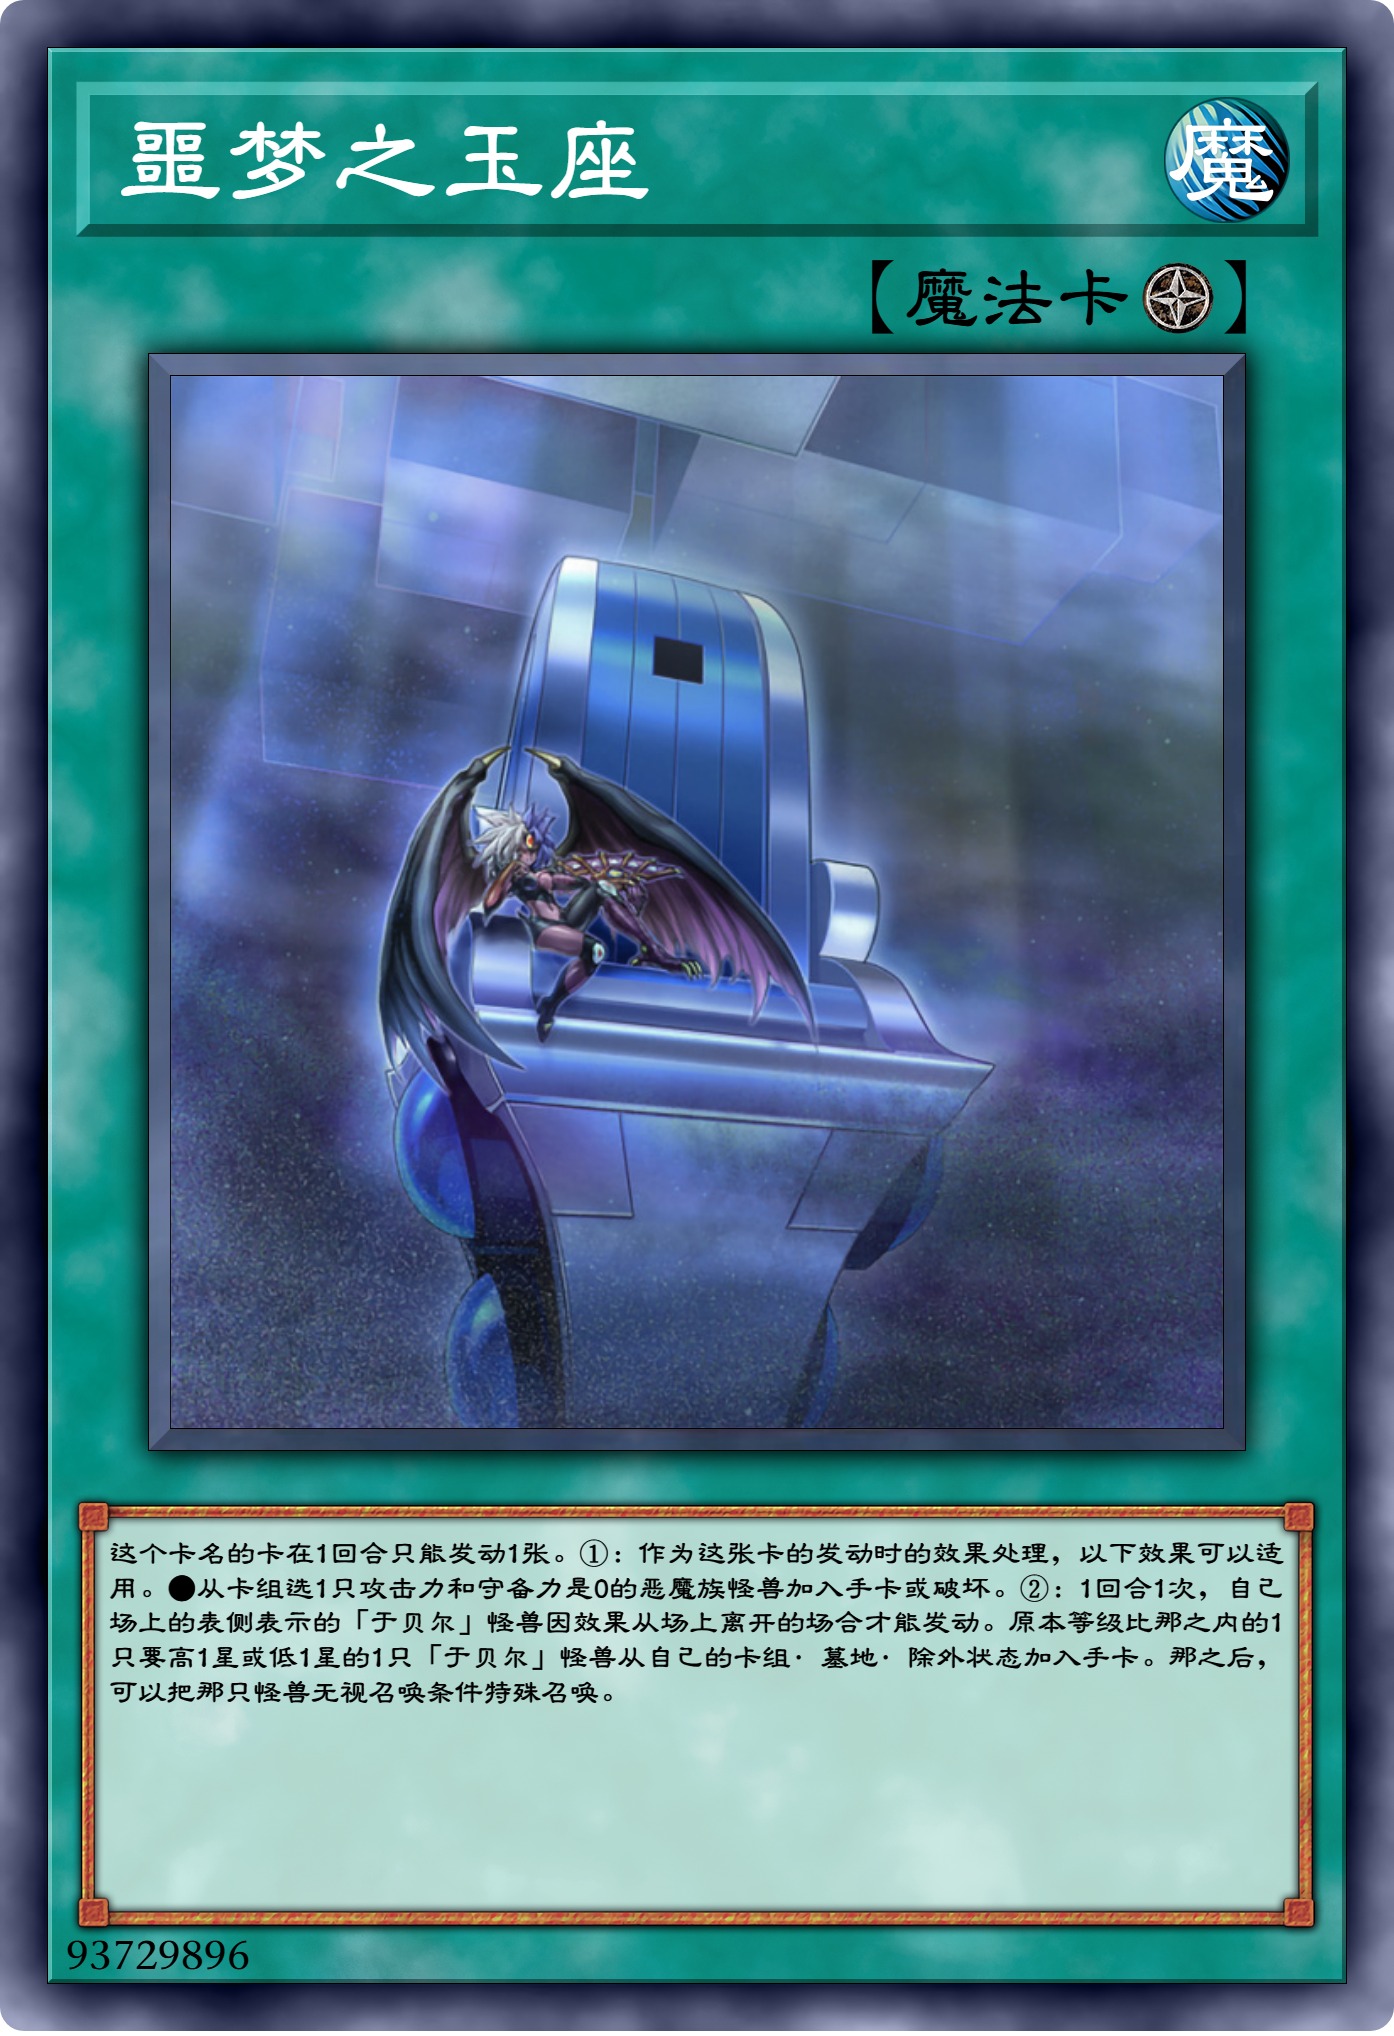 噩梦之玉座
魔
【魔法卡】
这个卡名的卡在1回合只能发动1张。①：作为这张卡的发动时的效果处理，以下效果可以适
用。●从卡组选1只攻击力和守备力是0的恶魔族怪兽加入手卡或破坏。②：1回合1次，自己
场上的表侧表示的「于贝尔」怪兽因效果从场上离开的场合才能发动。原本等级比那之内的1
只要高1星或低1星的1只「于贝尔」怪兽从自己的卡组·墓地·除外状态加入手卡。那之后，
可以把那只怪兽无视召唤条件特殊召唤。
93729896